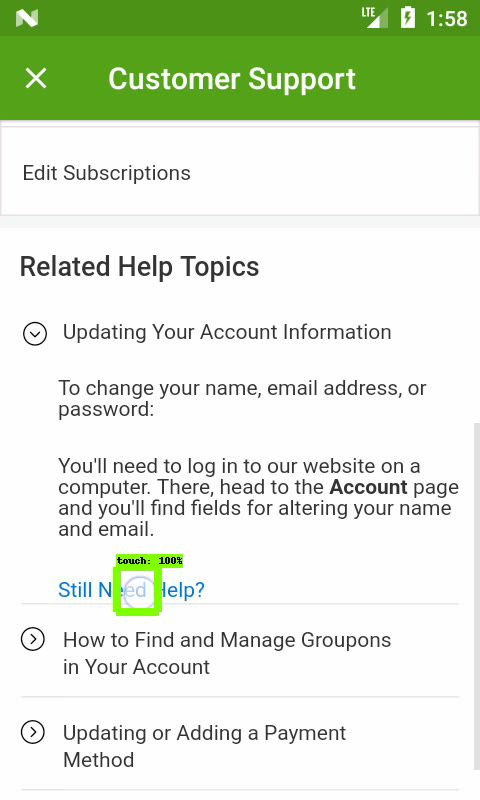 LTE 1:58
Customer Support
Edit Subscriptions
Related Help Topics
Updating Your Account Information
To change your name, email address, or
password:
You'll need to log in to our website on a
computer. There, head to the Account page
and you'll find fields for altering your name
and email.
touch: 100%
Still Need Help?
How to Find and Manage Groupons
in Your Account
Updating or Adding a Payment
Method